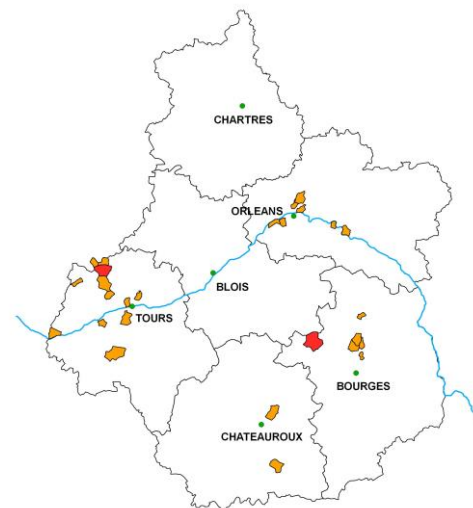 CHARTRES
ORLEANS
BLOIS
TOURS
BOURGES
CHATEAUROUX